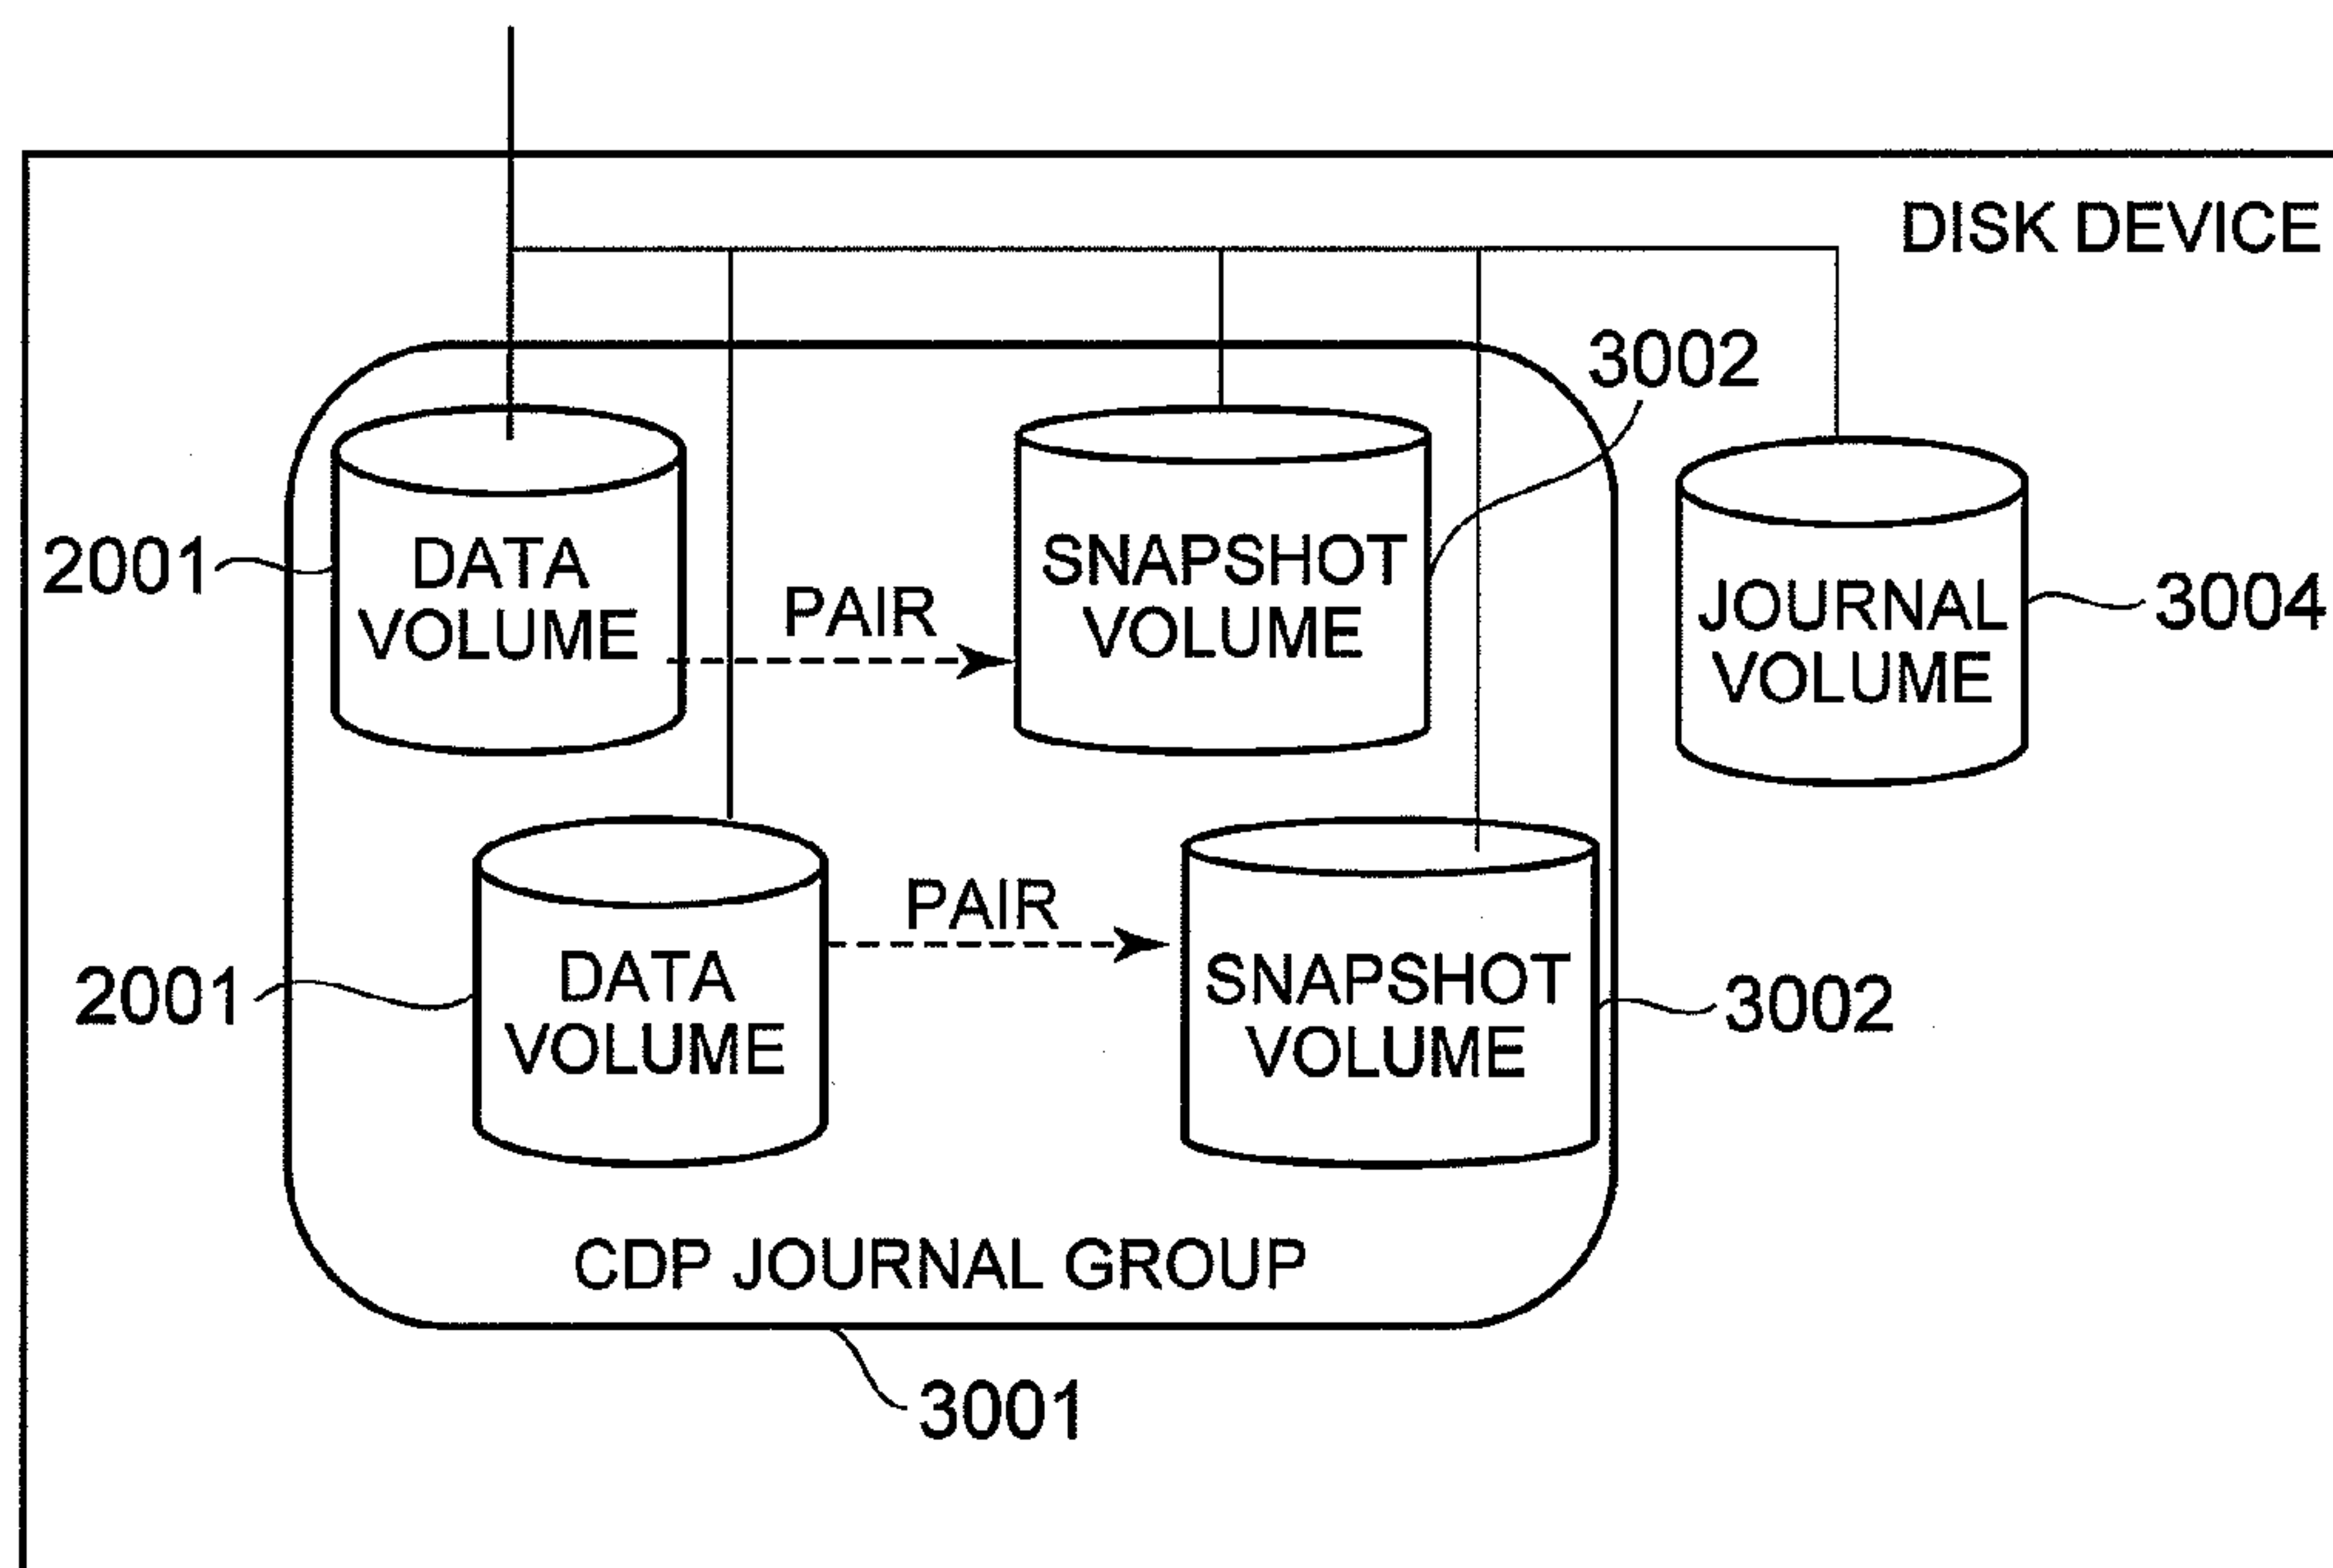 DISK DEVICE
3002
2001
DATA
VOLUME
PAIR
SNAPSHOT
VOLUME
JOURNAL
VOLUME
3004
2001
DATA
VOLUME
PAIR
SNAPSHOT
VOLUME
3002
CDP JOURNAL GROUP
3001